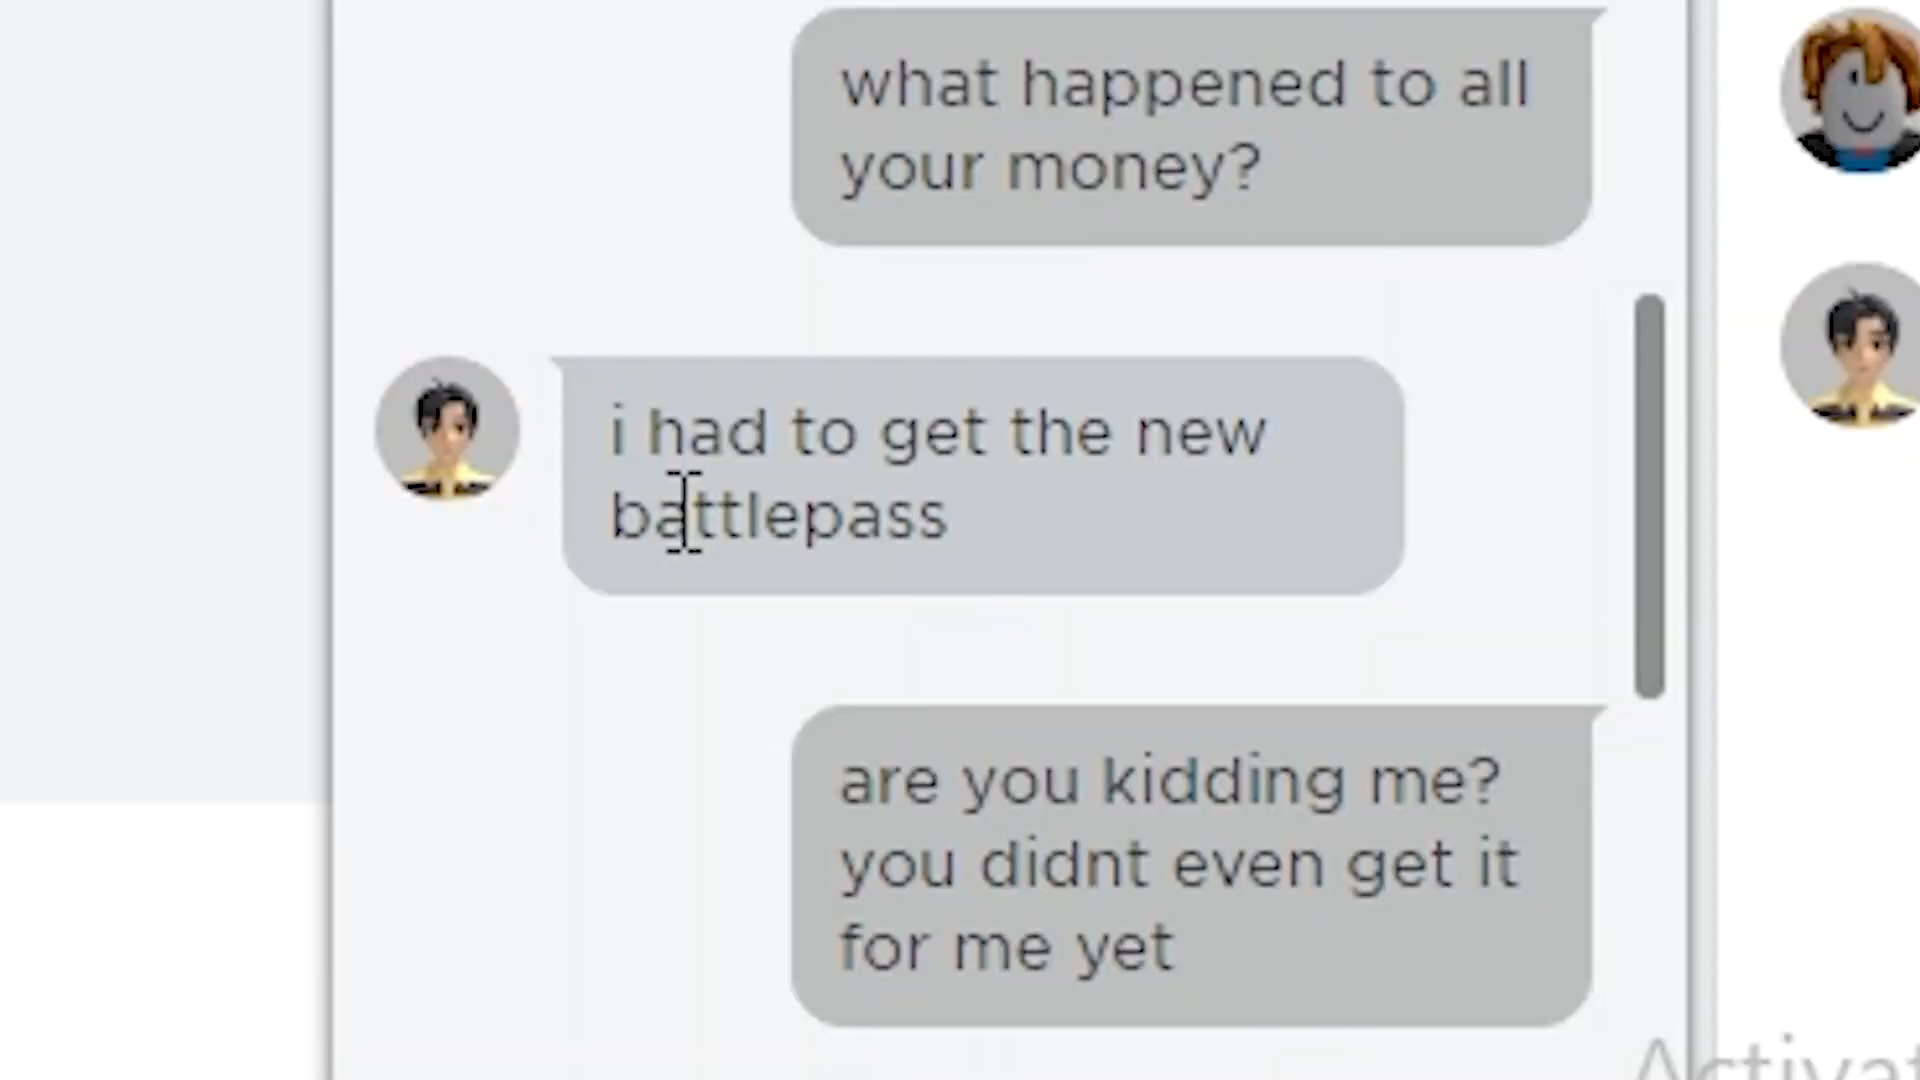 what happened to all
your money?
i had to get the new
battlepass
are you kidding me?
you didnt even get it
for me yet